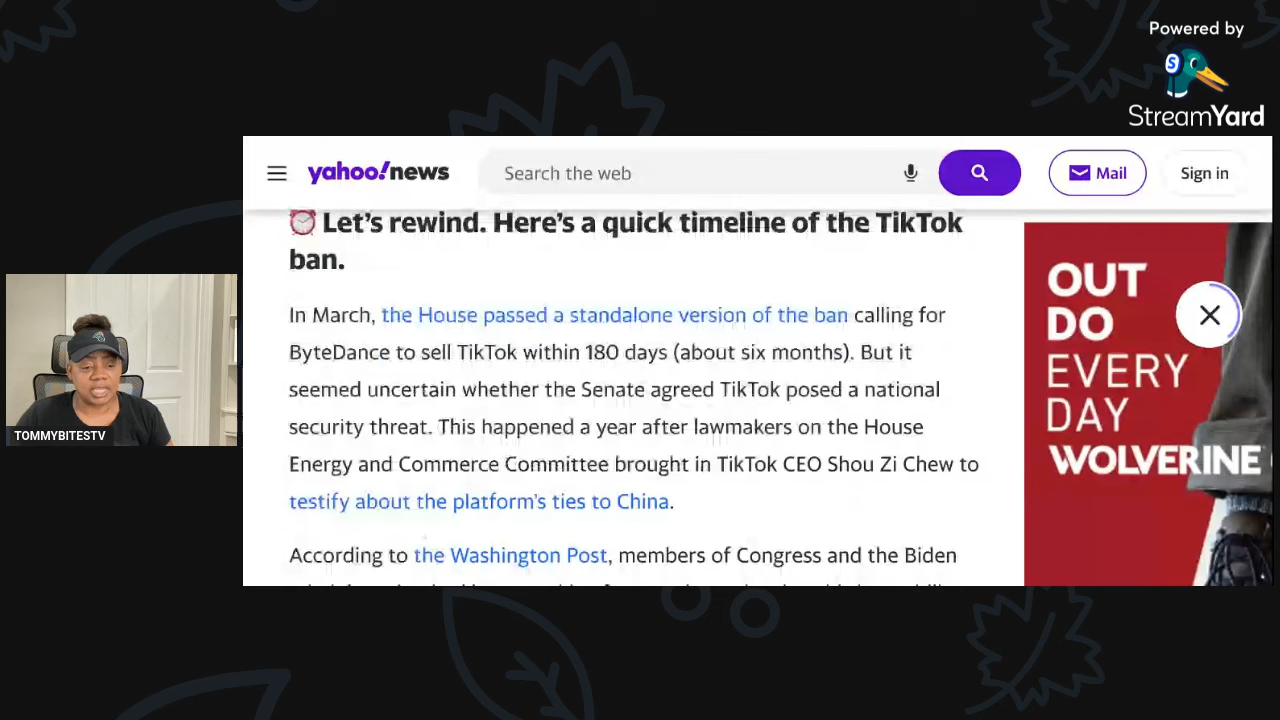 Powered by
StreamYard
yahoo!news
Search the web
Mail
Sign in
Let’s rewind. Here’s a quick timeline of the TikTok
ban.
In March, the House passed a standalone version of the ban calling for
ByteDance to sell TikTok within 180 days (about six months). But it
seemed uncertain whether the Senate agreed TikTok posed a national
security threat. This happened a year after lawmakers on the House
Energy and Commerce Committee brought in TikTok CEO Shou Zi Chew to
testify about the platform’s ties to China.
According to the Washington Post, members of Congress and the Biden
OUT
DO
EVERY
DAY
WOLVERINE
TOMMYBITESTV